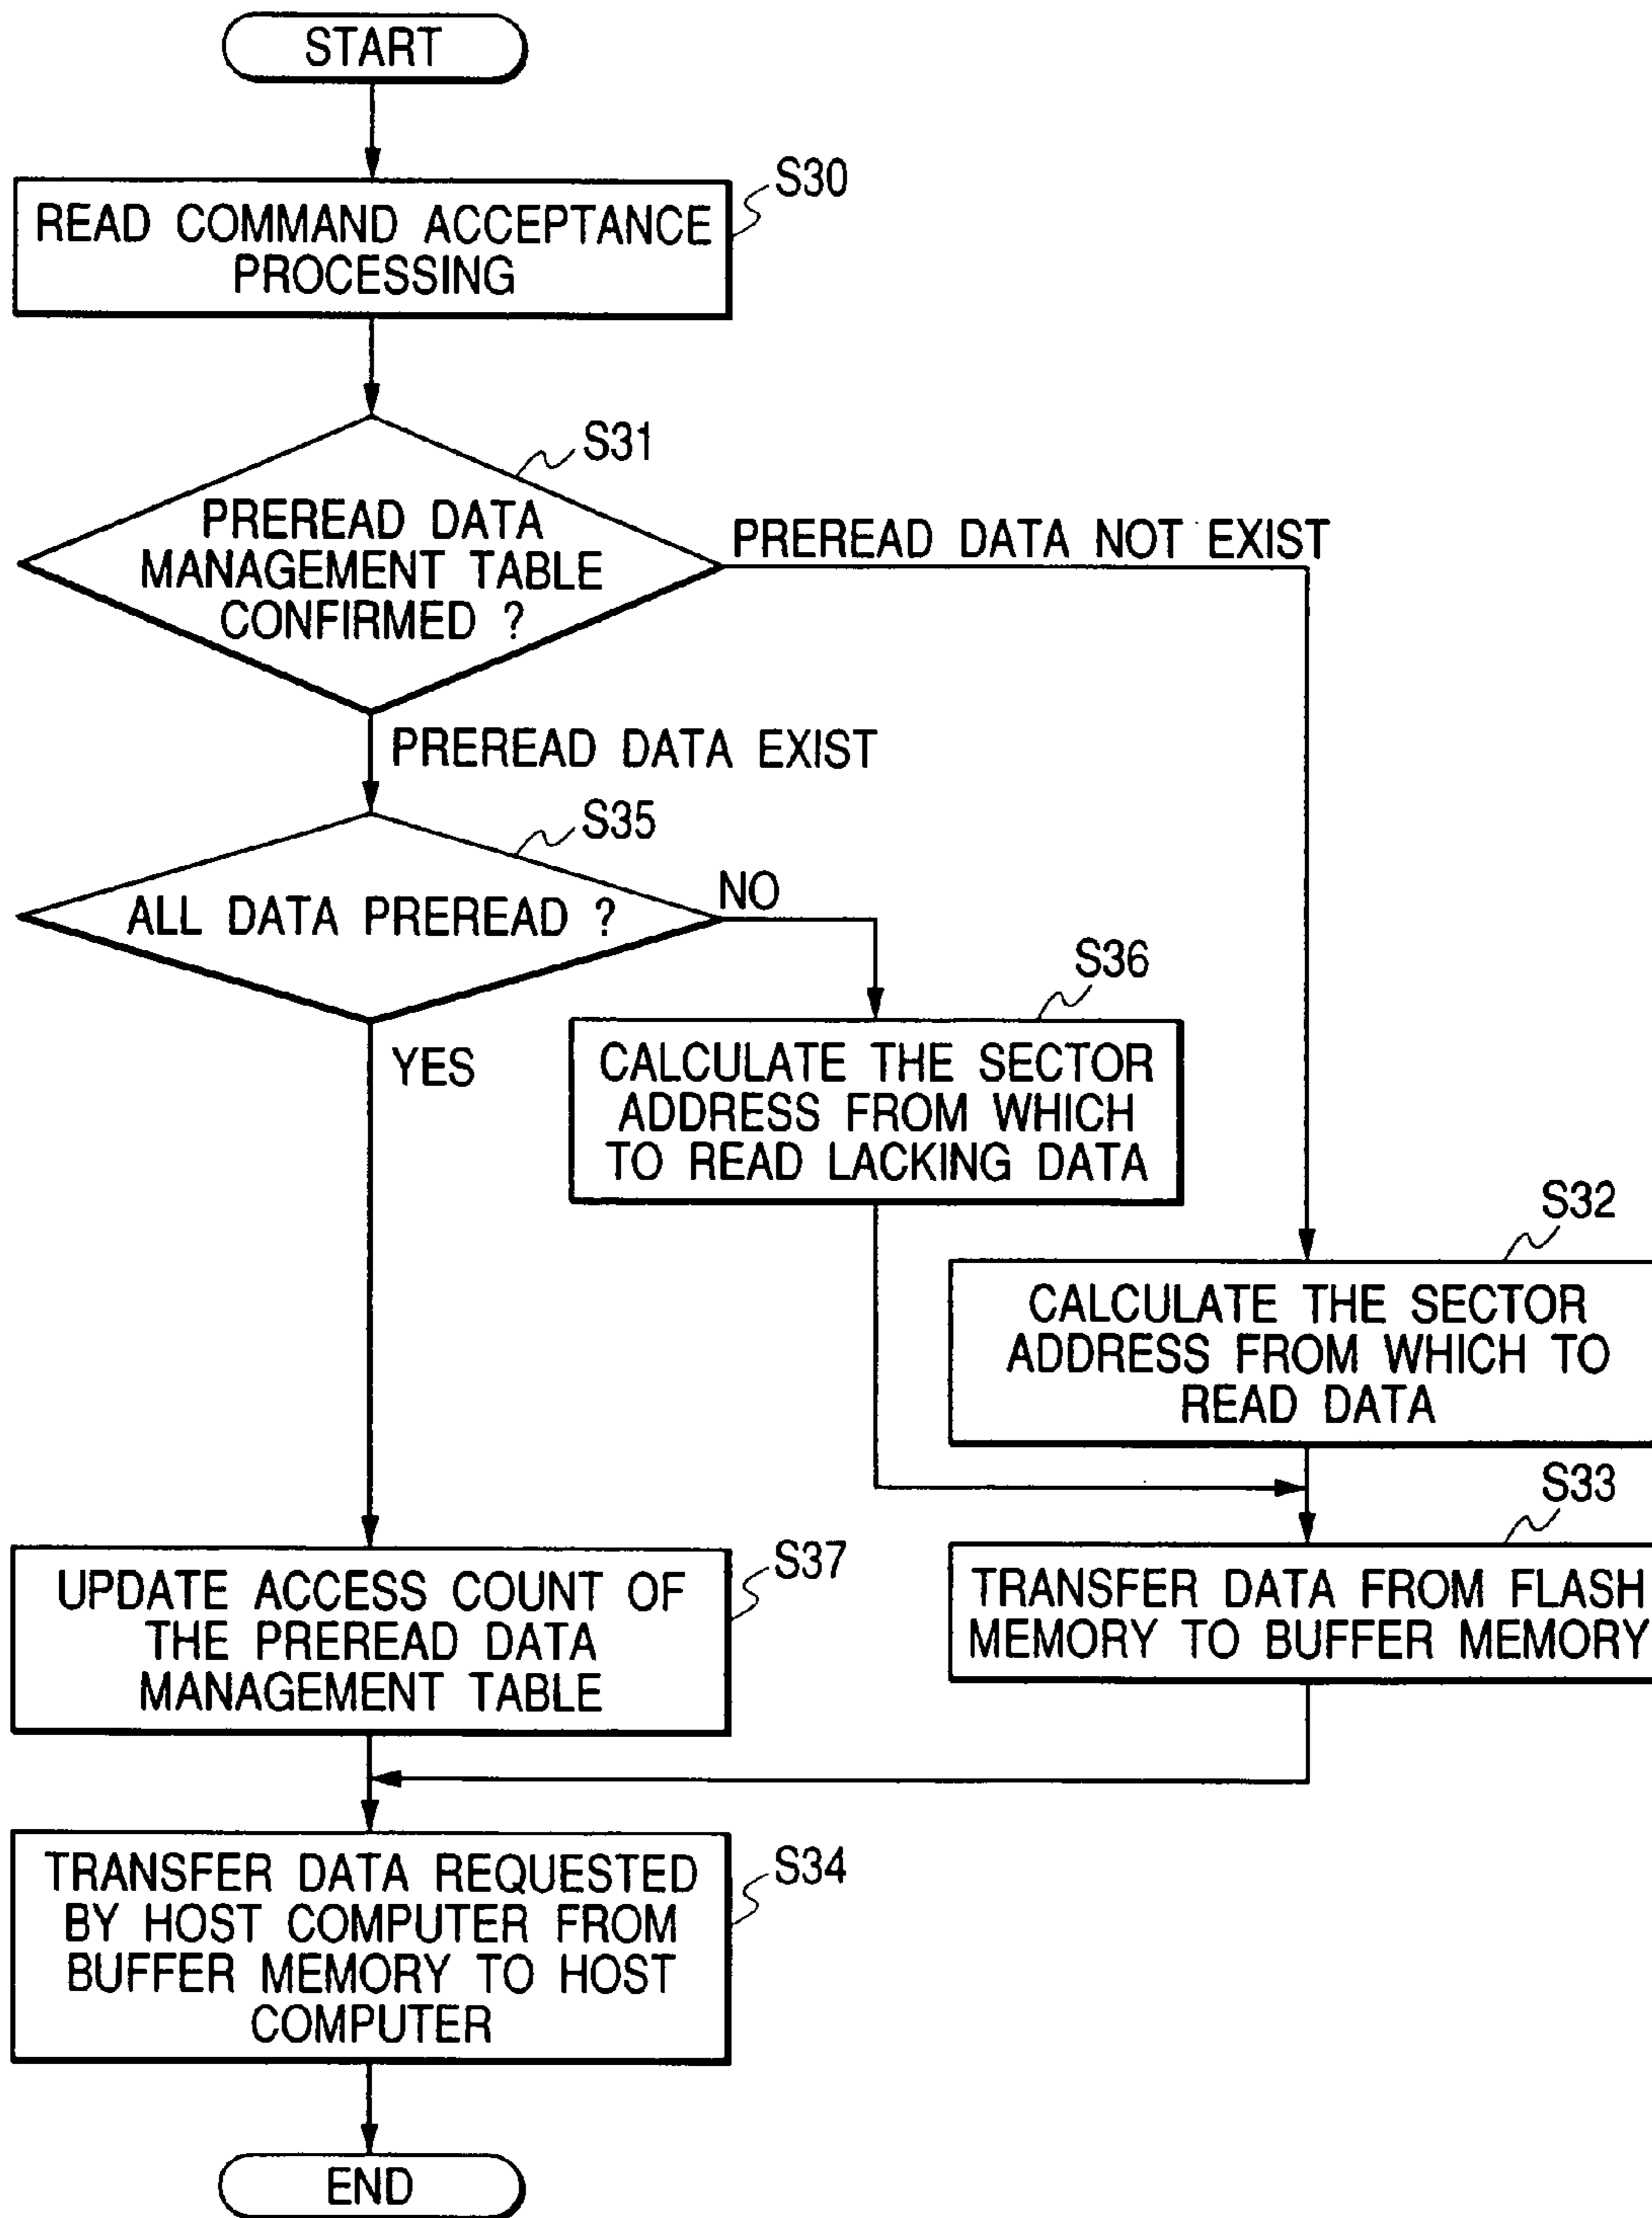 START
S30
READ COMMAND ACCEPTANCE
PROCESSING
S31
PREREAD DATA
MANAGEMENT TABLE
CONFIRMED ?
PREREAD DATA NOT EXIST
PREREAD DATA EXIST
S35
ALL DATA PREREAD ?
NO
YES
S36
CALCULATE THE SECTOR
ADDRESS FROM WHICH
TO READ LACKING DATA
S32
CALCULATE THE SECTOR
ADDRESS FROM WHICH TO
READ DATA
S33
TRANSFER DATA FROM FLASH
MEMORY TO BUFFER MEMORY
S37
UPDATE ACCESS COUNT OF
THE PREREAD DATA
MANAGEMENT TABLE
S34
TRANSFER DATA REQUESTED
BY HOST COMPUTER FROM
BUFFER MEMORY TO HOST
COMPUTER
END